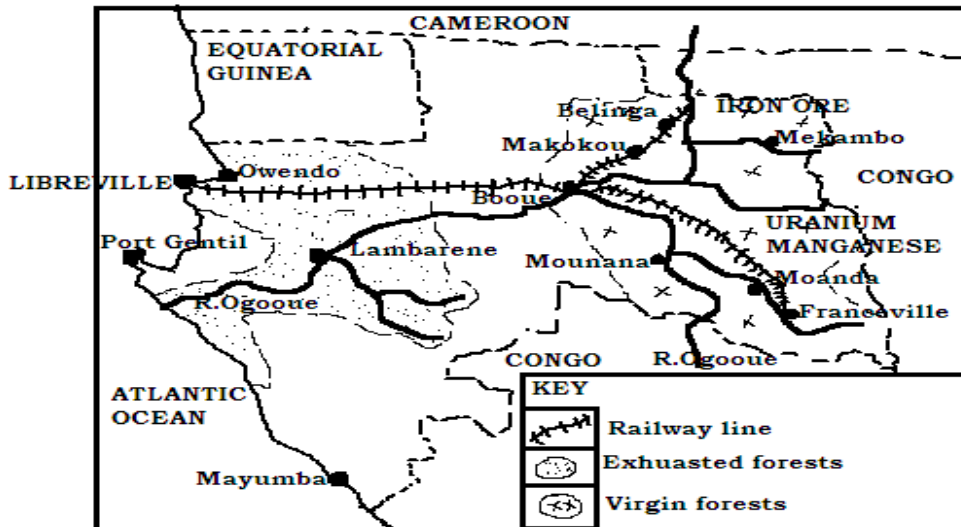 CAMEROON
EQUATORIAL
GUINEA
Belinga
IRON ORE
Makokou
Mekambo
Owendo
LIBREVILLE
CONGO
Booue
URANIUM
MANGANESE
Port Gentil
Lambarene
Mounana
Moanda
R.Ogooue
Franceville
CONGO
R.Ogooue
ATLANTIC
OCEAN
KEY
Railway line
Exhuasted forests
Mayumba
Virgin forests